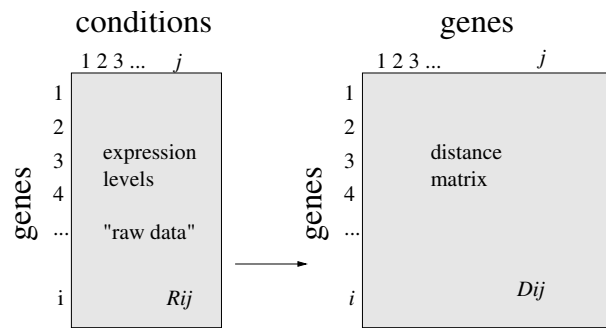 conditions
1 2 3 ... j
genes
1
2
3
4
...
i
expression
levels
"raw data"
Rij
genes
1 2 3 ... j
genes
1
2
3
4
...
i
distance
matrix
Dij